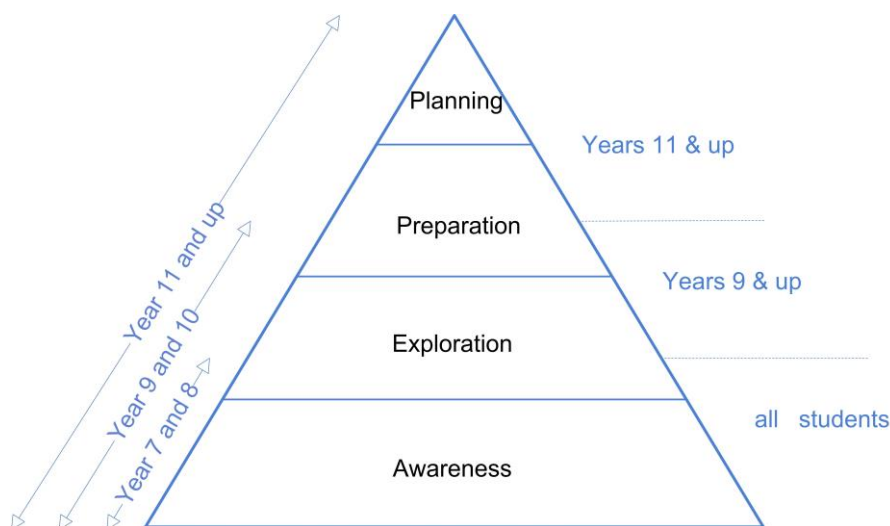 Planning
Years 11 & up
Preparation
Year 11 and up
Years 9 & up
Exploration
Year 9 and 10
Year 7 and 8
all students
Awareness